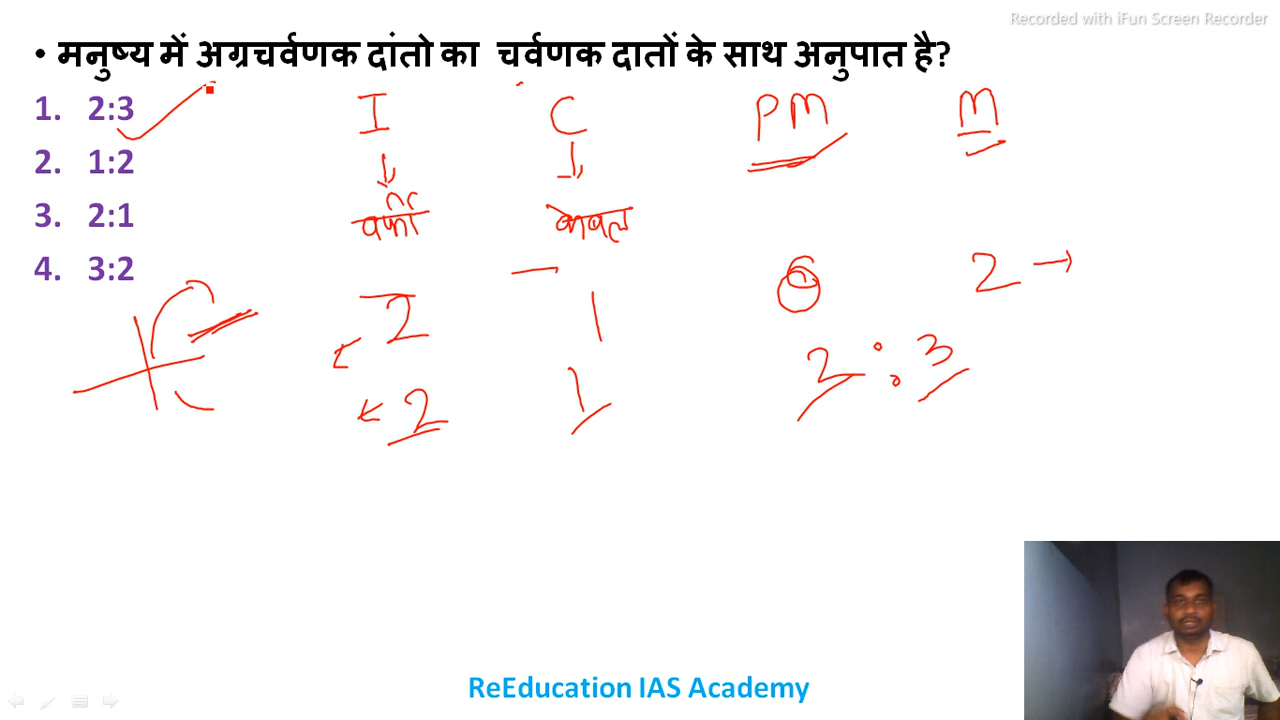 Recorded with iFun Screen Recorder
• मनुष्य में अग्रचर्वणक दांतो का चर्वणक दातों के साथ अनुपात है?
1. 2:3
2. 1:2
3. 2:1
4. 3:2
I C PM M
2 1 2
2 1 2:3
ReEducation IAS Academy